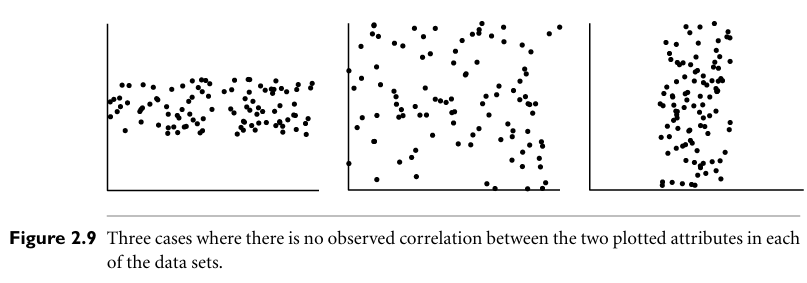 Figure 2.9 Three cases where there is no observed correlation between the two plotted attributes in each
of the data sets.